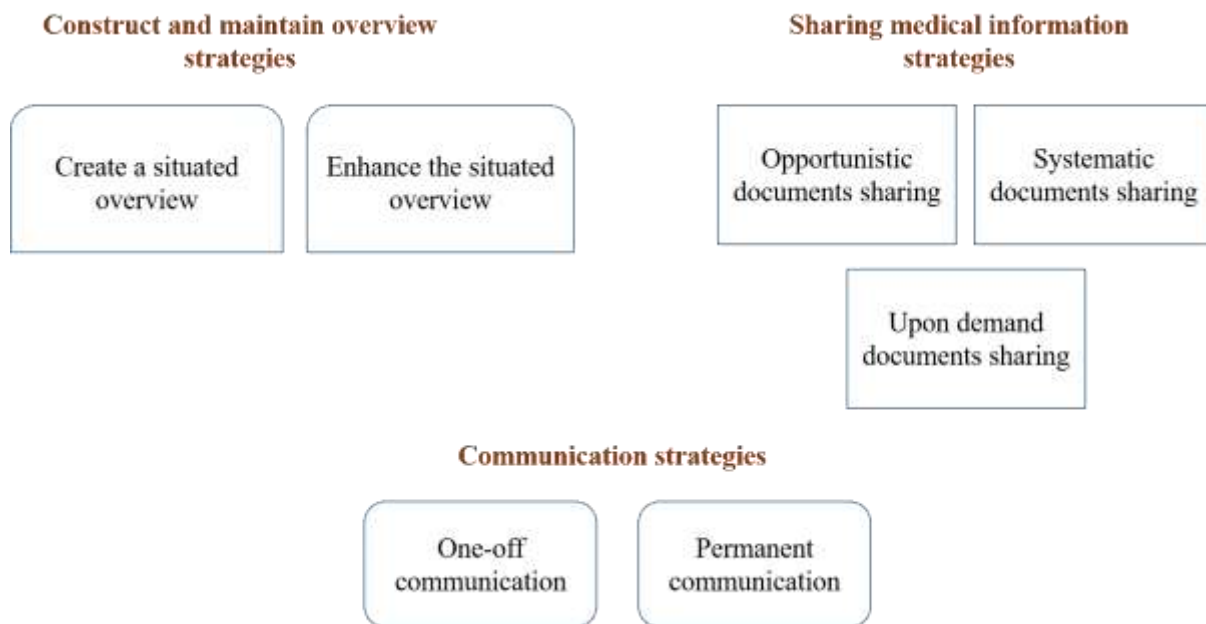 Construct and maintain overview
strategies
Create a situated
overview
Enhance the situated
overview
Sharing medical information
strategies
Opportunistic
documents sharing
Systematic
documents sharing
Upon demand
documents sharing
Communication strategies
One-off
communication
Permanent
communication